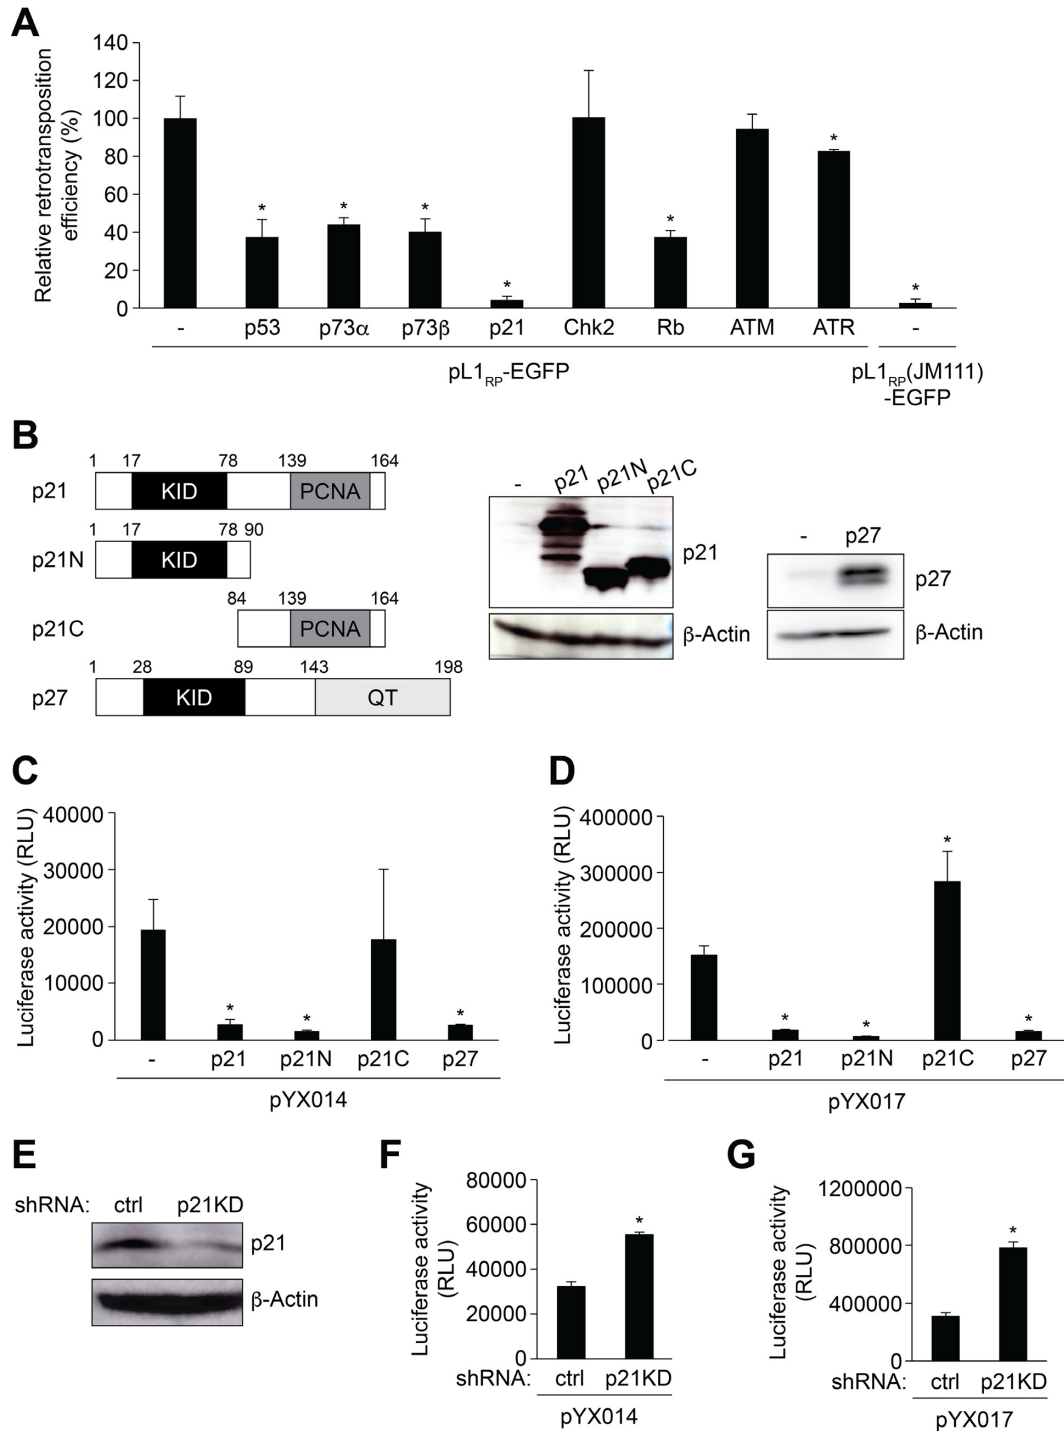 A
Relative retrotransposition
efficiency (%)
140
120
100
80
60
40
20
0
* * * * * * *
- p53 p73α p73β p21 Chk2 Rb ATM ATR -
pL1RP-EGFP
pL1RP(JM111)
-EGFP
B
1 17 78 139 164
p21 KID PCNA
1 17 78 90
p21N KID
84 139 164
p21C PCNA
1 28 89 143 198
p27 KID QT
- p21 p21N p21C
p21
β-Actin
- p27
p27
β-Actin
C
Luciferase activity (RLU)
40000
30000
20000
10000
0
* * *
- p21 p21N p21C p27
pYX014
D
Luciferase activity (RLU)
400000
300000
200000
100000
0
* * * *
- p21 p21N p21C p27
pYX017
E
shRNA: ctrl p21KD
p21
β-Actin
F
Luciferase activity
(RLU)
80000
60000
40000
20000
0
*
shRNA: ctrl p21KD
pYX014
G
Luciferase activity
(RLU)
1200000
800000
400000
0
*
shRNA: ctrl p21KD
pYX017